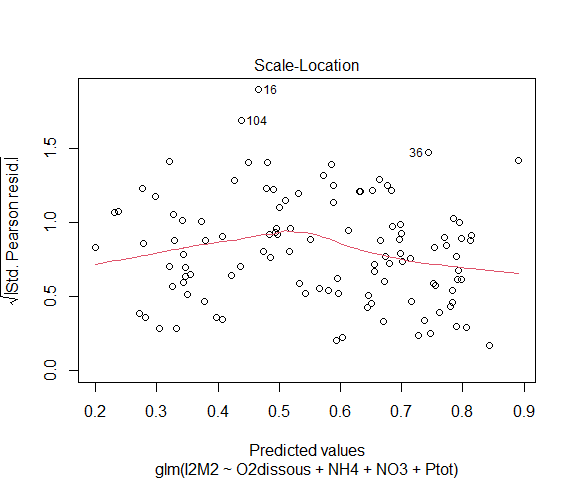 Scale-Location
√|Std. Pearson resid.|
1.5
1.0
0.5
0.0
16
104
36
0.2 0.3 0.4 0.5 0.6 0.7 0.8 0.9
Predicted values
glm(I2M2 ~ O2dissous + NH4 + NO3 + Ptot)